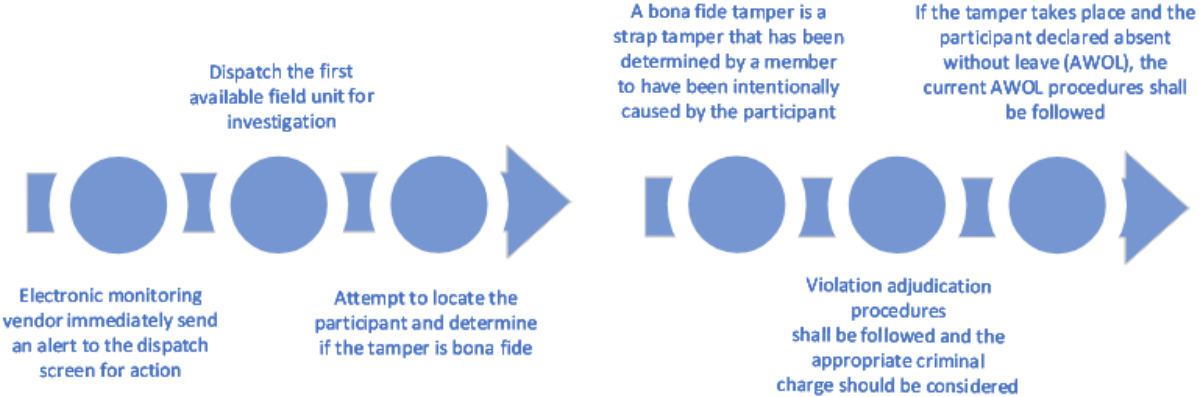 Electronic monitoring
vendor immediately send
an alert to the dispatch
screen for action
Dispatch the first
available field unit for
investigation
Attempt to locate the
participant and determine
if the tamper is bona fide
A bona fide tamper is a
strap tamper that has been
determined by a member
to have been intentionally
caused by the participant
Violation adjudication
procedures
shall be followed and the
appropriate criminal
charge should be considered
If the tamper takes place and the
participant declared absent
without leave (AWOL), the
current AWOL procedures shall
be followed